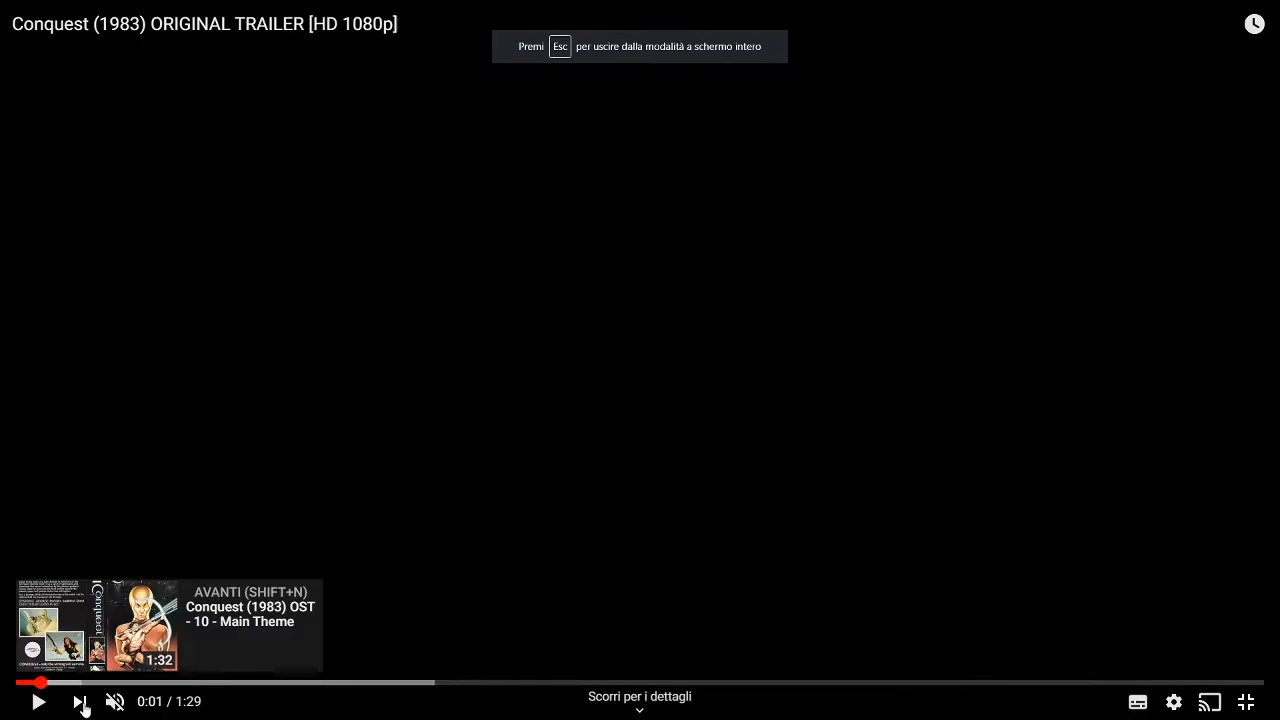 Conquest (1983) ORIGINAL TRAILER [HD 1080p]
Premi Esc per uscire dalla modalità a schermo intero
AVANTI (SHIFT+N)
Conquest (1983) OST
- 10 - Main Theme
Conquest
1:32
0:01 / 1:29
Scorri per i dettagli